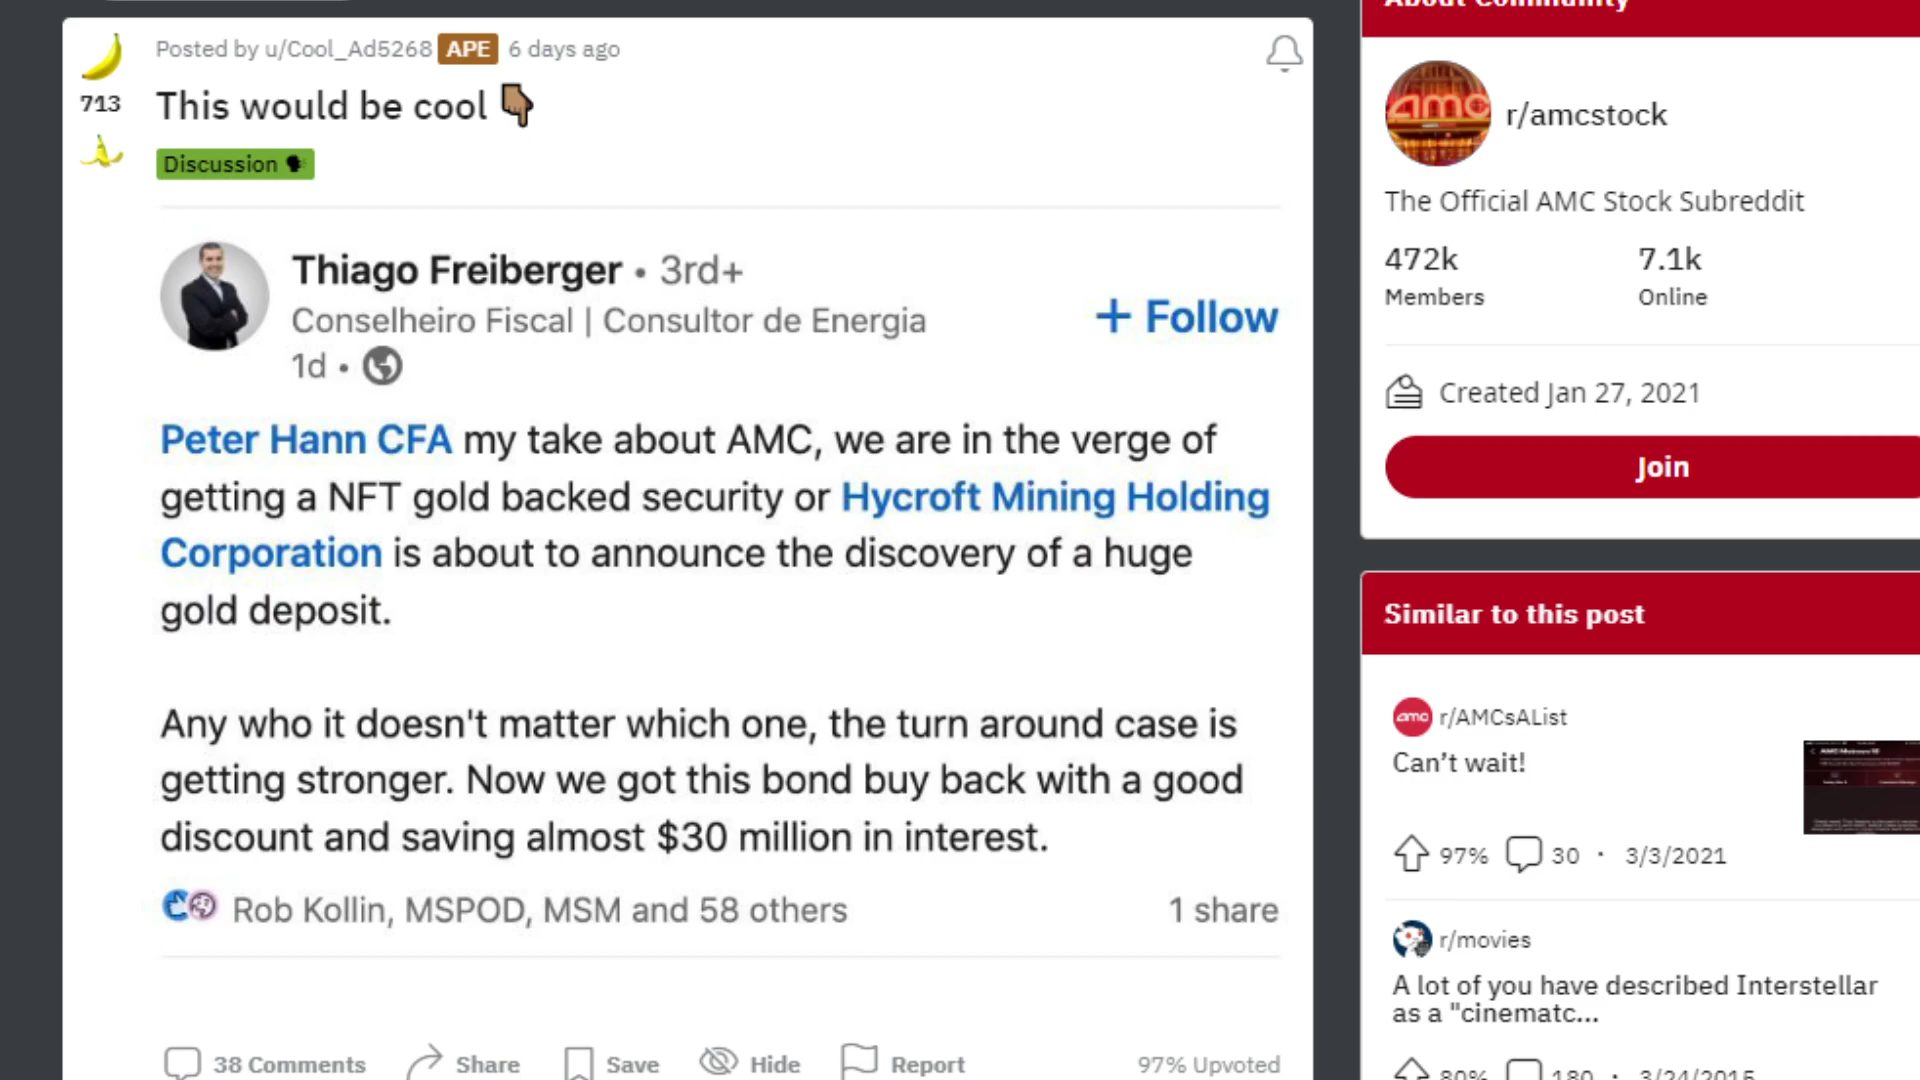 Posted by u/Cool_Ad5268 APE 6 days ago
713
This would be cool
Discussion
Thiago Freiberger • 3rd+
Conselheiro Fiscal | Consultor de Energia
1d •
+ Follow
Peter Hann CFA my take about AMC, we are in the verge of
getting a NFT gold backed security or Hycroft Mining Holding
Corporation is about to announce the discovery of a huge
gold deposit.
Any who it doesn't matter which one, the turn around case is
getting stronger. Now we got this bond buy back with a good
discount and saving almost $30 million in interest.
Rob Kollin, MSPOD, MSM and 58 others
1 share
38 Comments
Share
Save
Hide
Report
97% Upvoted
About Community
amc
r/amcstock
The Official AMC Stock Subreddit
472k
Members
7.1k
Online
Created Jan 27, 2021
Join
Similar to this post
amc r/AMCsAList
Can't wait!
97% 30 · 3/3/2021
r/movies
A lot of you have described Interstellar
as a "cinematc...
80% 180 · 3/24/2015